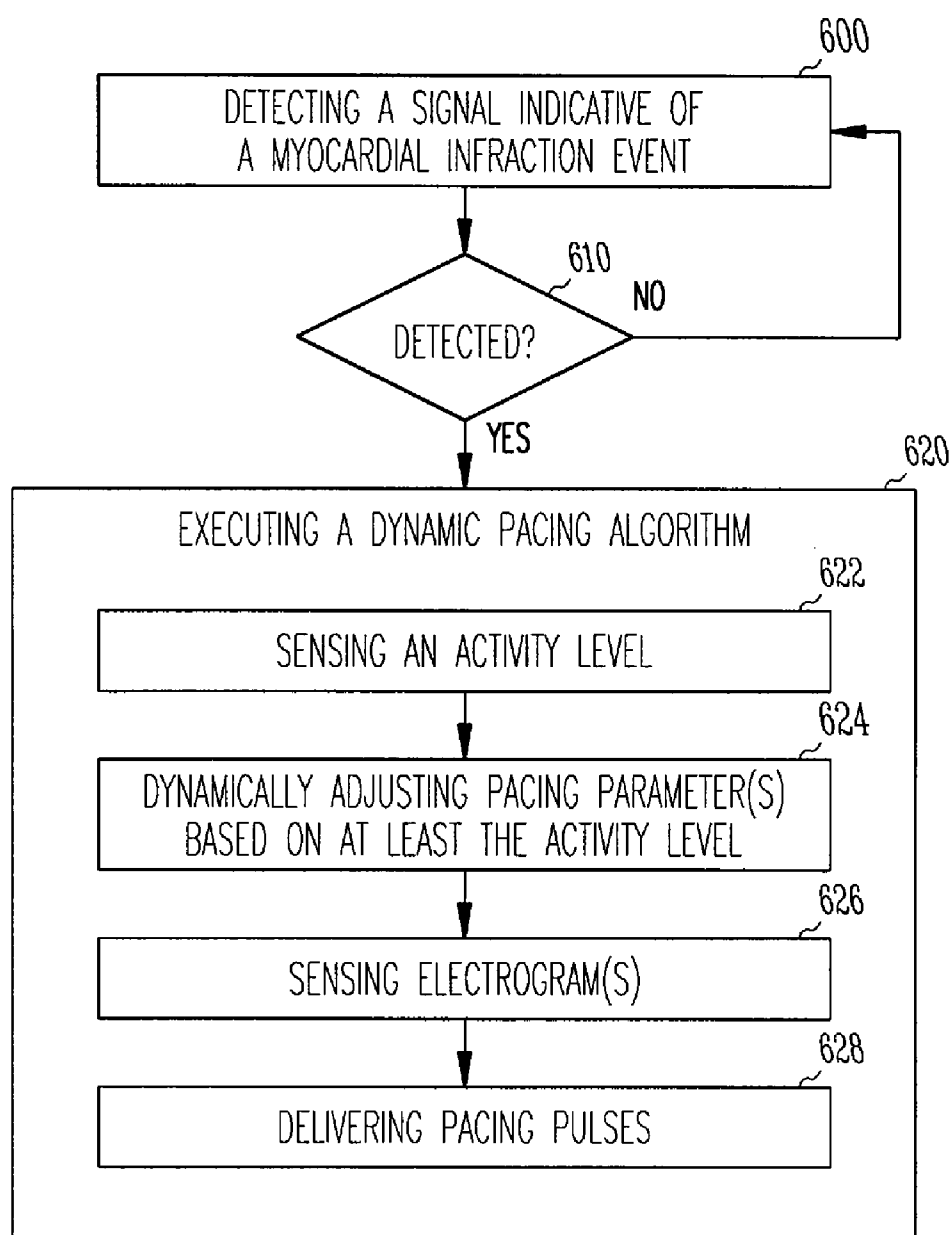 600
DETECTING A SIGNAL INDICATIVE OF
A MYOCARDIAL INFRACTION EVENT
610
NO
DETECTED?
YES
620
EXECUTING A DYNAMIC PACING ALGORITHM
622
SENSING AN ACTIVITY LEVEL
624
DYNAMICALLY ADJUSTING PACING PARAMETER(S)
BASED ON AT LEAST THE ACTIVITY LEVEL
626
SENSING ELECTROGRAM(S)
628
DELIVERING PACING PULSES